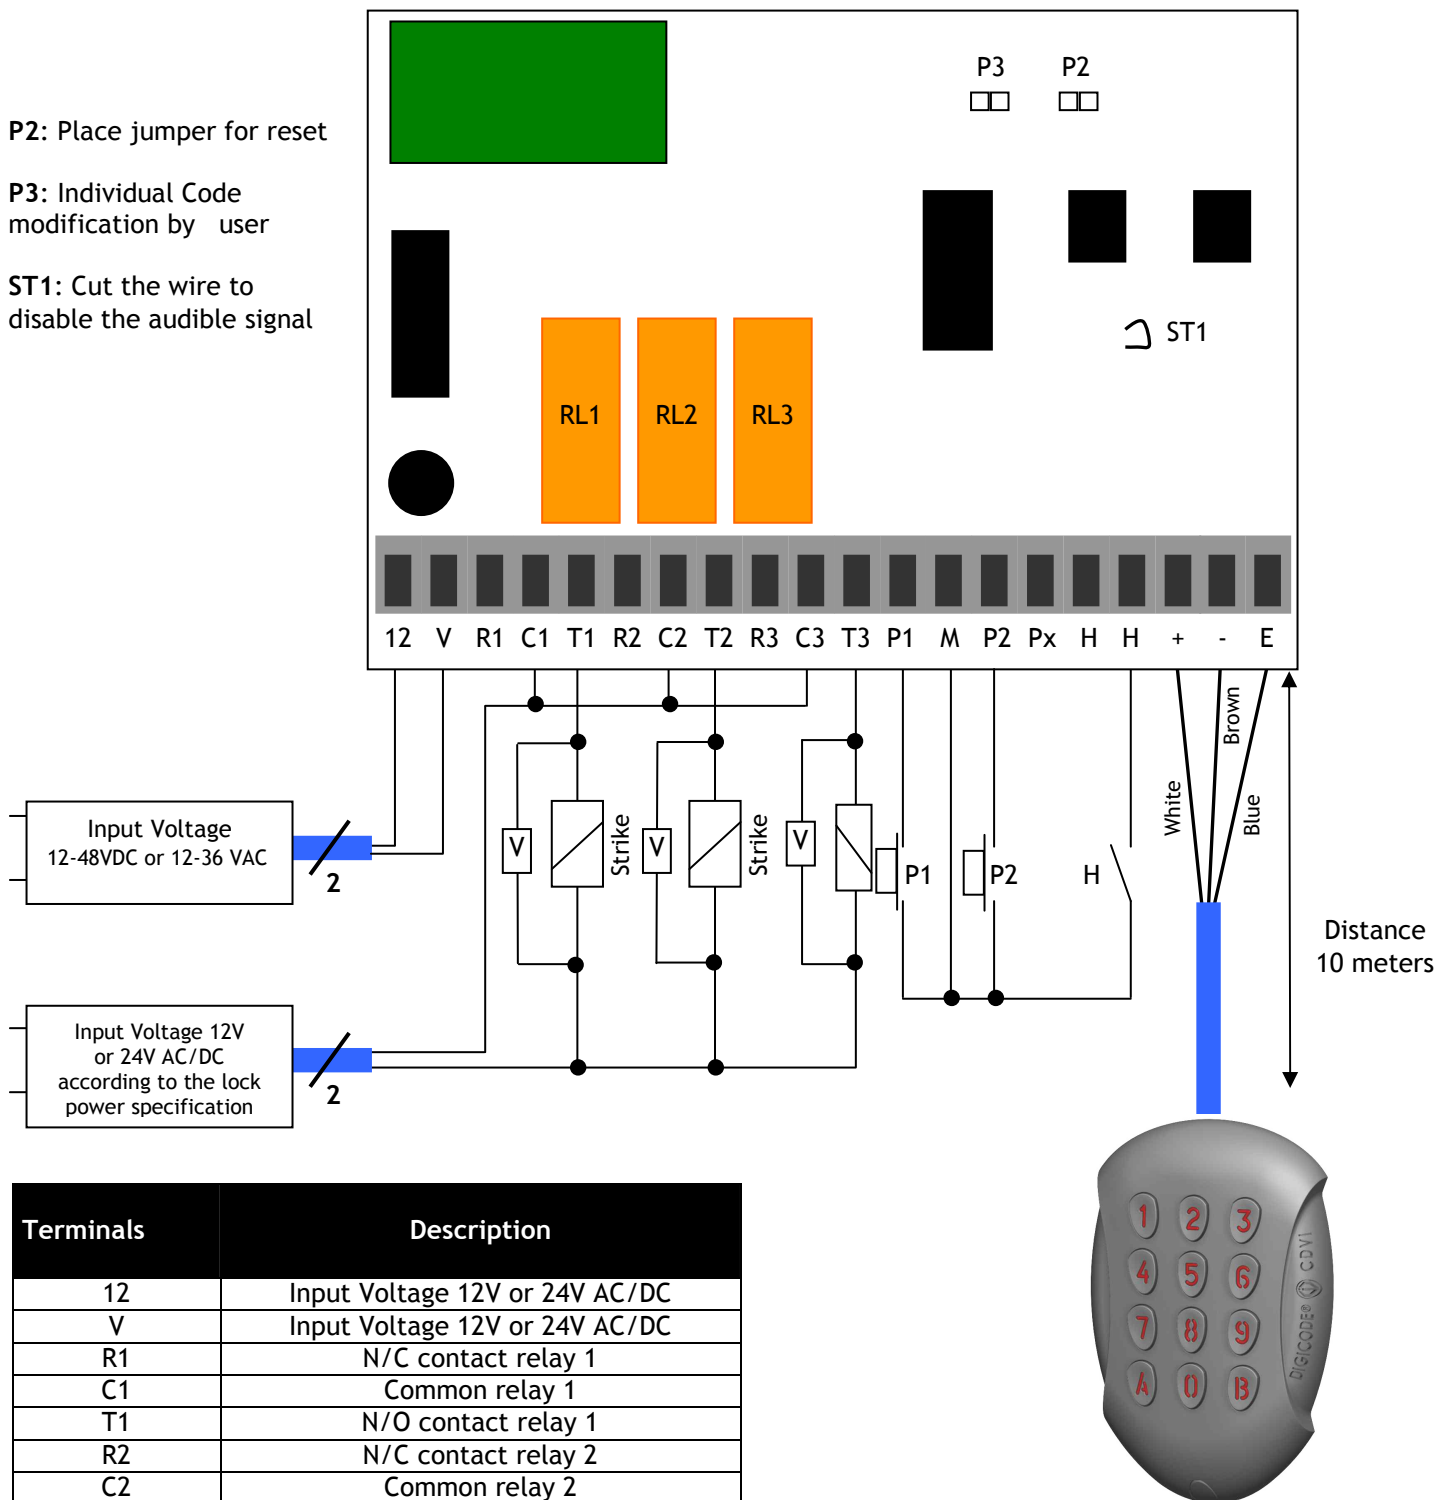 P3 P2
P2: Place jumper for reset
P3: Individual Code
modification by user
ST1: Cut the wire to
disable the audible signal
ST1
RL1 RL2 RL3
12 V R1 C1 T1 R2 C2 T2 R3 C3 T3 P1 M P2 Px H H + - E
Brown
White
Blue
Input Voltage
12-48VDC or 12-36 VAC
2
V
Strike
V
Strike
V
P1
P2
H
Distance
10 meters
Input Voltage 12V
or 24V AC/DC
according to the lock
power specification
2
Terminals Description
12 Input Voltage 12V or 24V AC/DC
V Input Voltage 12V or 24V AC/DC
R1 N/C contact relay 1
C1 Common relay 1
T1 N/O contact relay 1
R2 N/C contact relay 2
C2 Common relay 2
1 2 3
4 5 6
7 8 9
A 0 B
DIGICODE® CDVI